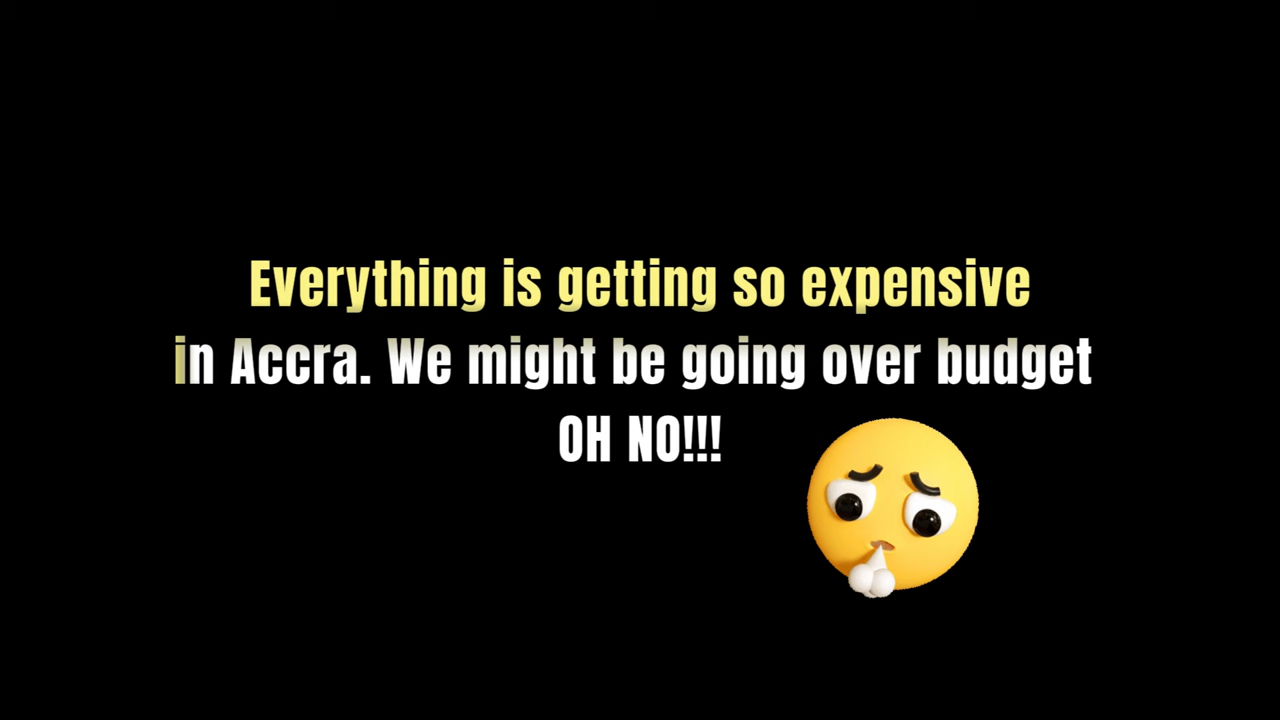 Everything is getting so expensive
in Accra. We might be going over budget
OH NO!!!